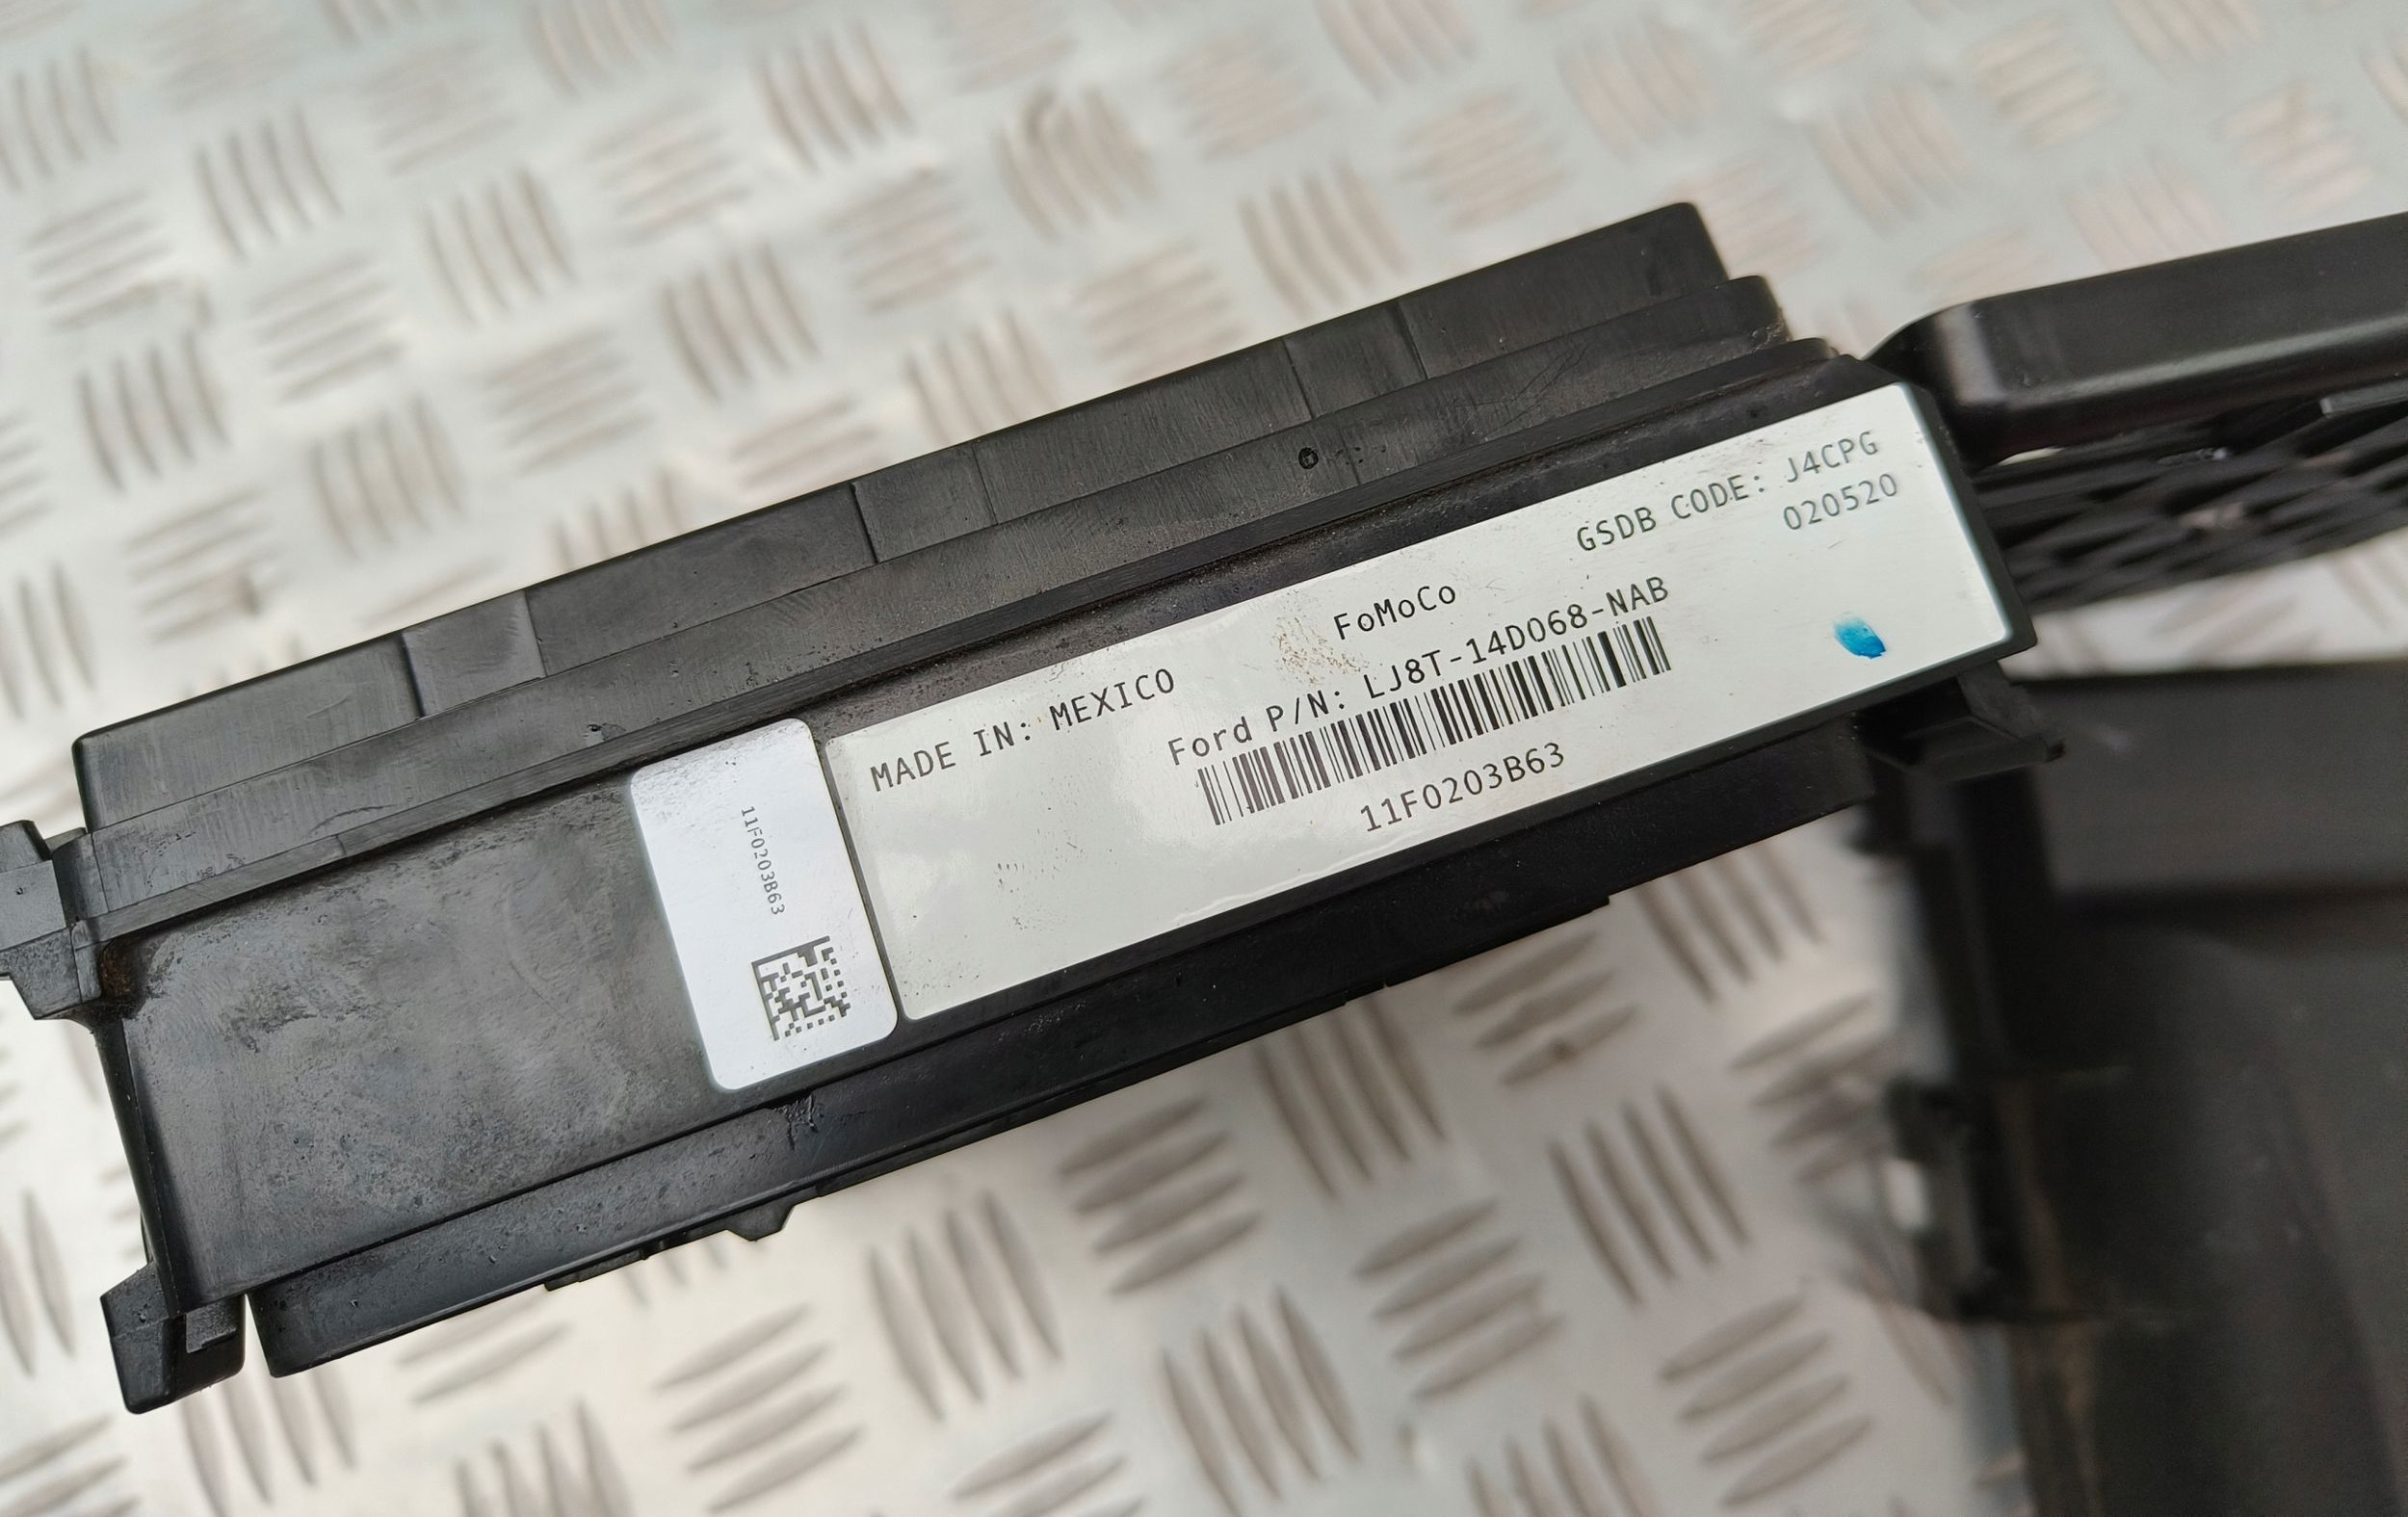 GSDB CODE: J4CPG
020520
FoMoCo
MADE IN: MEXICO
Ford P/N: LJ8T-14D068-NAB
11F0203B63
11F0203B63